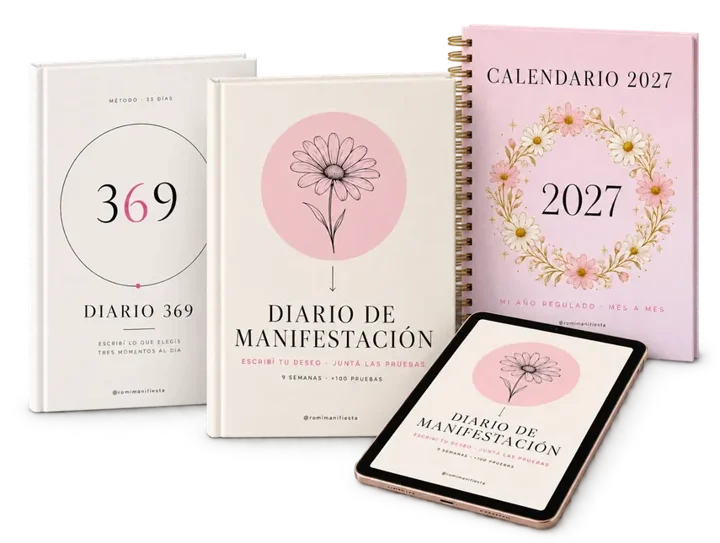 MÉTODO · 33 DÍAS
369
DIARIO 369
ESCRIBÍ LO QUE ELEGÍS
TRES MOMENTOS AL DÍA
@romimanifiesta
DIARIO DE
MANIFESTACIÓN
ESCRIBÍ TU DESEO · JUNTÁ LAS PRUEBAS
9 SEMANAS · +100 PRUEBAS
@romimanifiesta
CALENDARIO 2027
2027
MI AÑO REGULADO · MES A MES
@romimanifiesta
DIARIO DE
MANIFESTACIÓN
ESCRIBÍ TU DESEO · JUNTÁ LAS PRUEBAS
9 SEMANAS · +100 PRUEBAS
@romimanifiesta